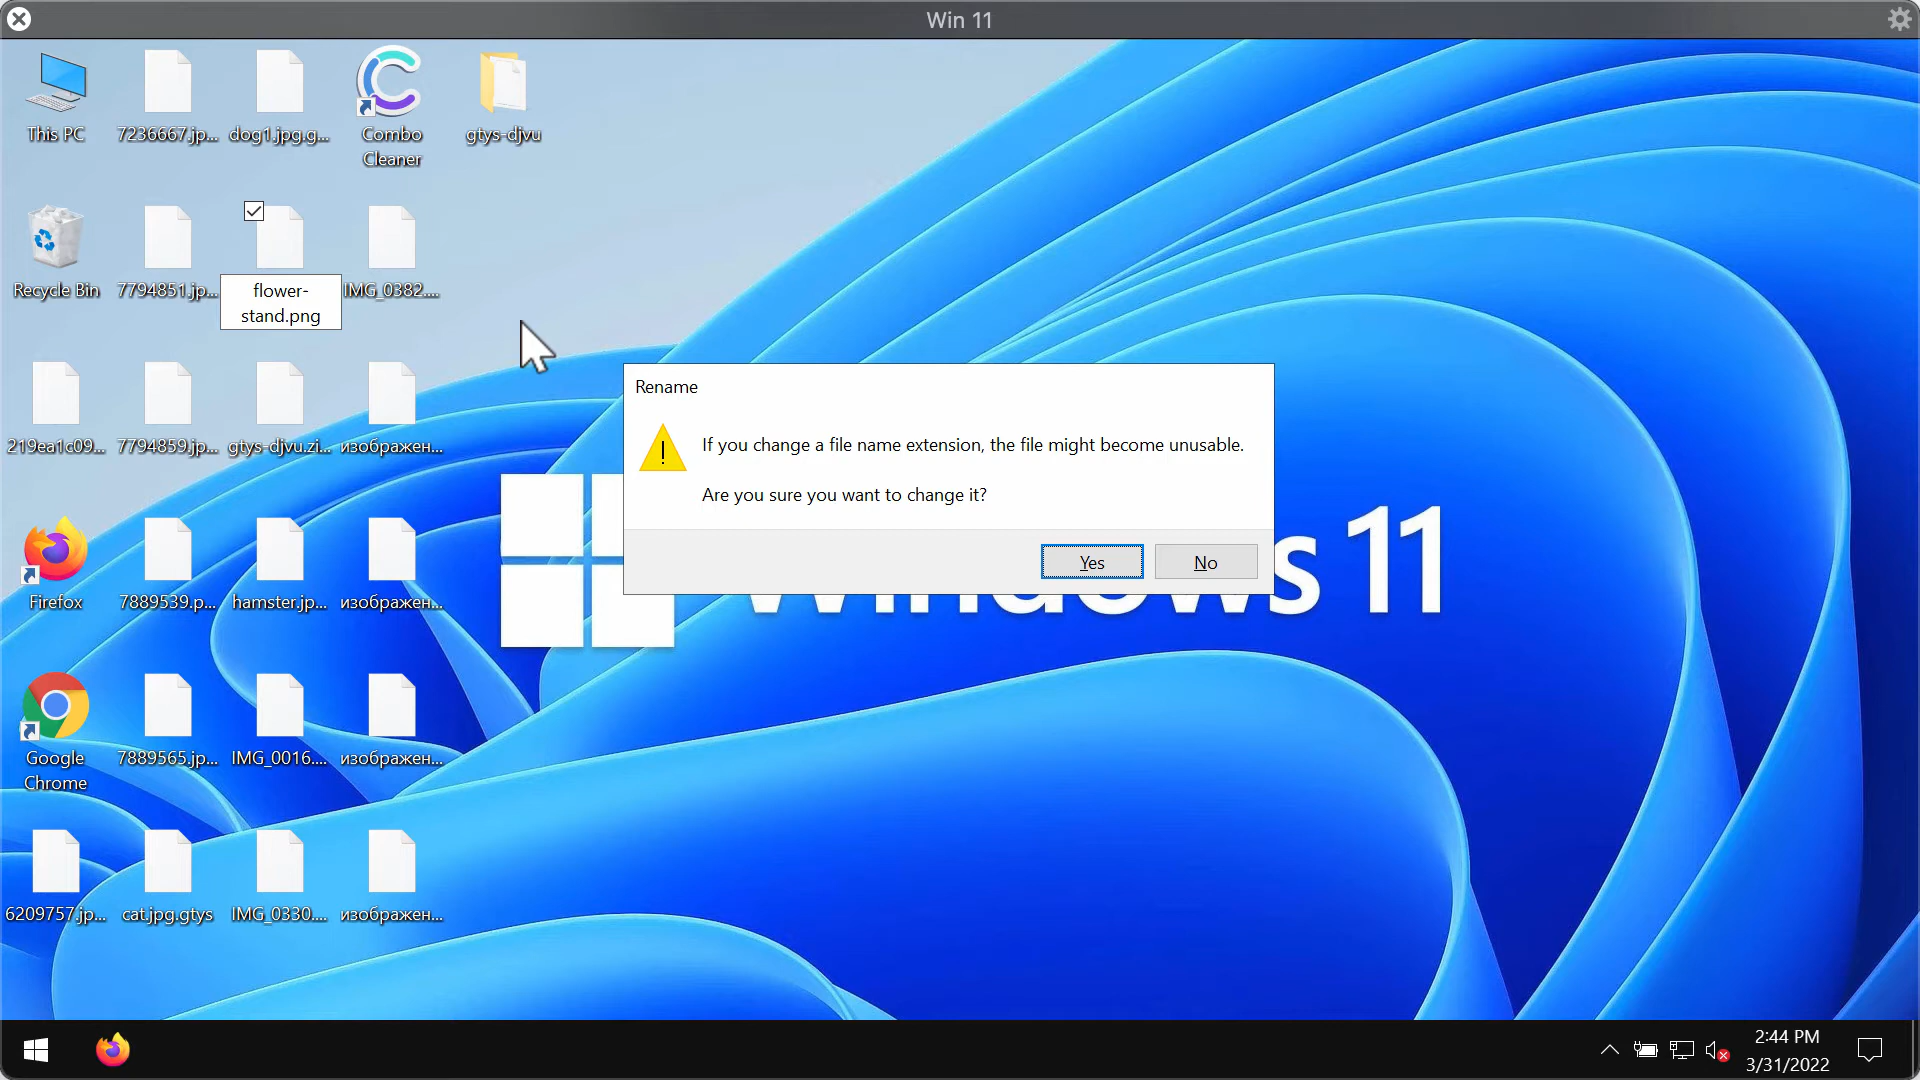 Win 11
This PC
7236667.jp...
dog1.jpg.g...
Combo
Cleaner
gtys-djvu
Recycle Bin
7794851.jp...
flower-
stand.png
IMG_0382....
219ea1c09...
7794859.jp...
gtys-djvu.zi...
изображен...
Rename
If you change a file name extension, the file might become unusable.
Are you sure you want to change it?
Yes
No
Windows 11
Firefox
7889539.p...
hamster.jp...
изображен...
Google
Chrome
7889565.jp...
IMG_0016....
изображен...
6209757.jp...
cat.jpg.gtys
IMG_0330....
изображен...
2:44 PM
3/31/2022